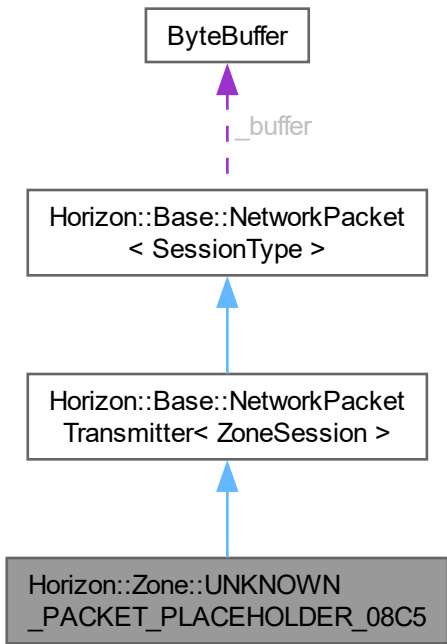 ByteBuffer
_buffer
Horizon::Base::NetworkPacket
< SessionType >
Horizon::Base::NetworkPacket
Transmitter< ZoneSession >
Horizon::Zone::UNKNOWN
_PACKET_PLACEHOLDER_08C5